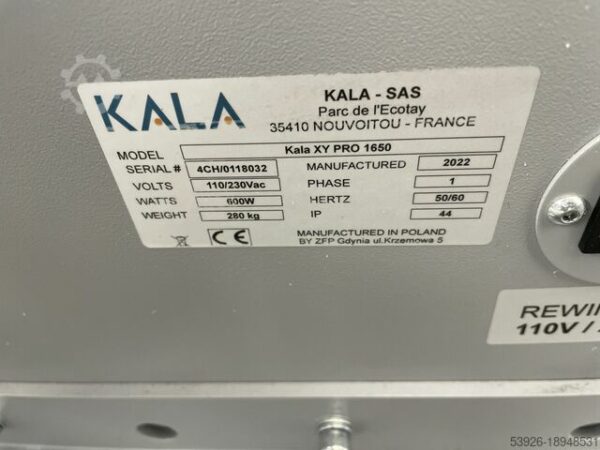 KALA
KALA - SAS
Parc de l'Ecotay
35410 NOUVOITOU - FRANCE
MODEL Kala XY PRO 1650
SERIAL # 4CH/0118032 MANUFACTURED 2022
VOLTS 110/230Vac PHASE 1
WATTS 600W HERTZ 50/60
WEIGHT 280 kg IP 44
CE
MANUFACTURED IN POLAND
BY ZFP Gdynia ul.Krzemowa 5
REWIN
110V /
53926-18948531